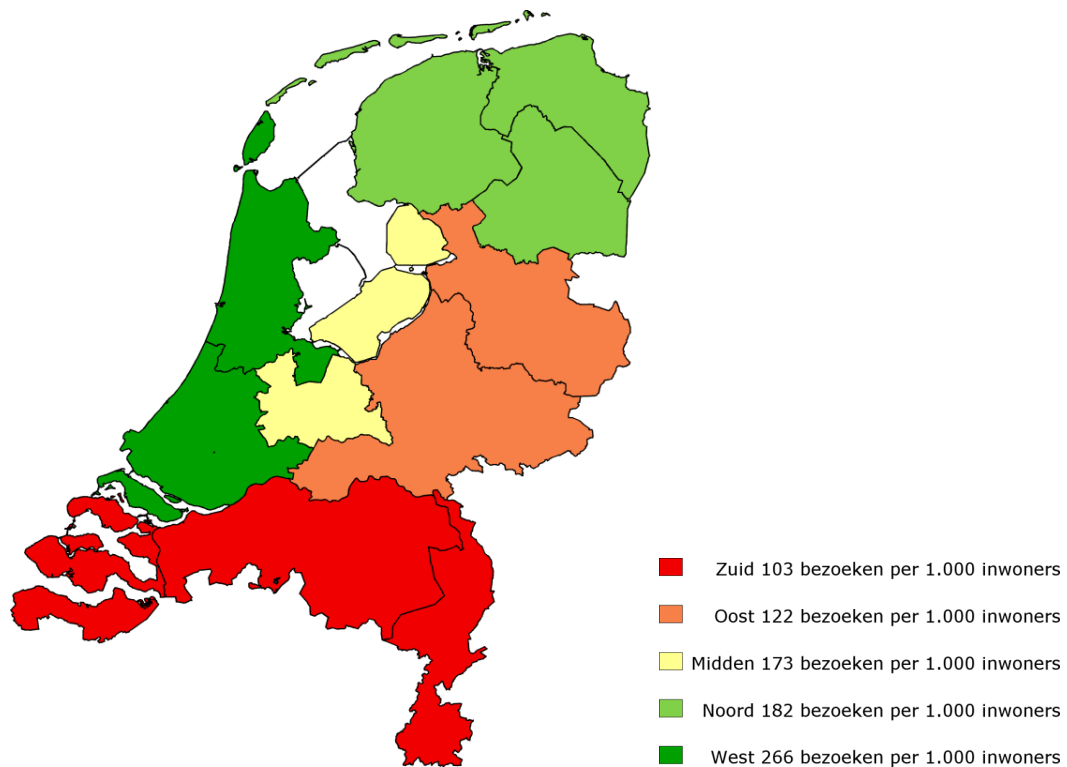 Zuid 103 bezoeken per 1.000 inwoners
Oost 122 bezoeken per 1.000 inwoners
Midden 173 bezoeken per 1.000 inwoners
Noord 182 bezoeken per 1.000 inwoners
West 266 bezoeken per 1.000 inwoners